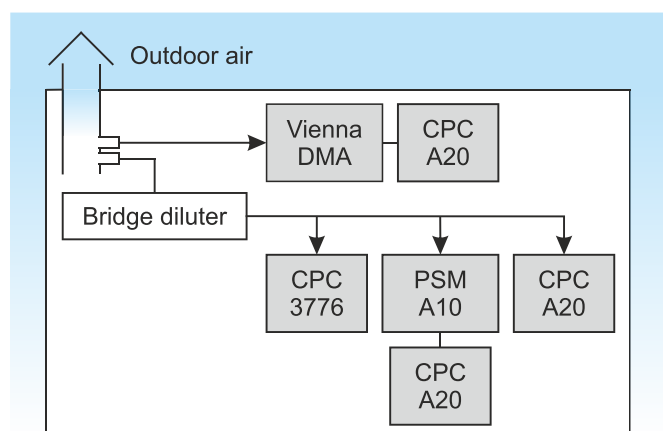 Outdoor air
Vienna
DMA
CPC
A20
Bridge diluter
CPC
3776
PSM
A10
CPC
A20
CPC
A20